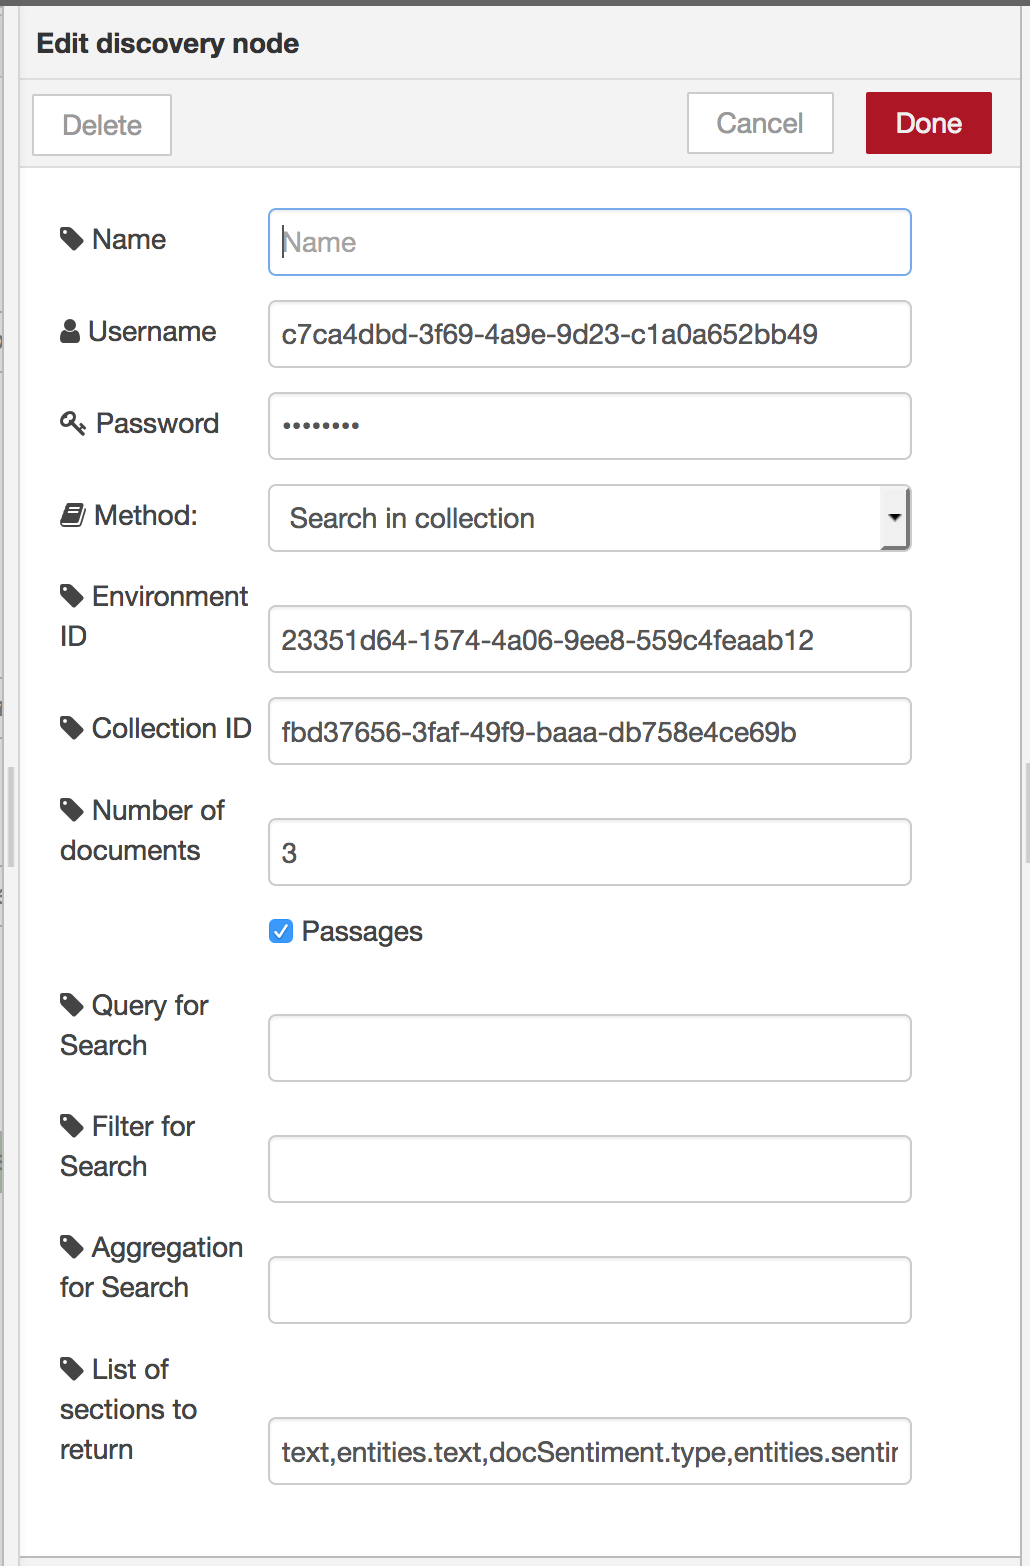 Edit discovery node
Delete
Cancel
Done
Name
Name
Username
c7ca4dbd-3f69-4a9e-9d23-c1a0a652bb49
Password
••••••••
Method:
Search in collection
Environment
ID
23351d64-1574-4a06-9ee8-559c4feaab12
Collection ID
fbd37656-3faf-49f9-baaa-db758e4ce69b
Number of
documents
3
Passages
Query for
Search
Filter for
Search
Aggregation
for Search
List of
sections to
return
text,entities.text,docSentiment.type,entities.sentin